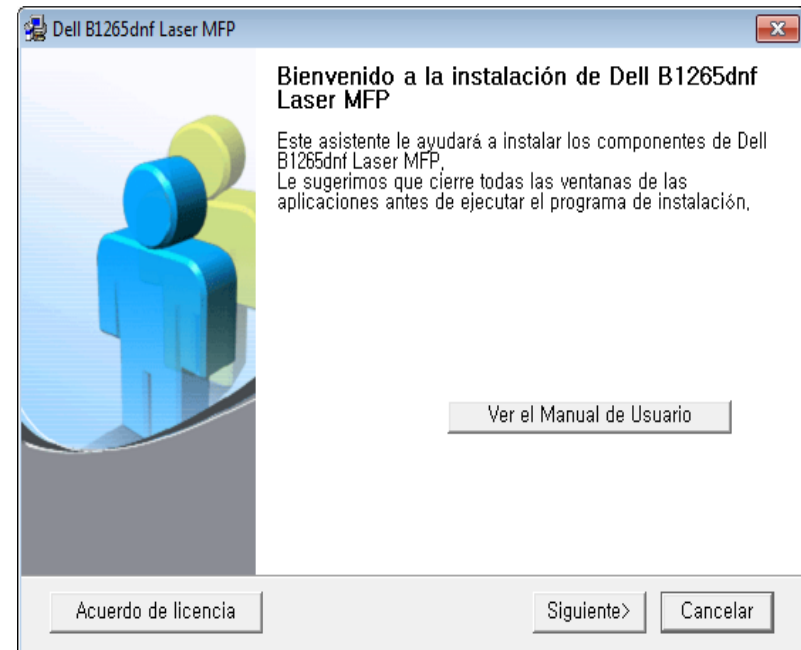 Dell B1265dnf Laser MFP
Bienvenido a la instalación de Dell B1265dnf
Laser MFP
Este asistente le ayudará a instalar los componentes de Dell
B1265dnf Laser MFP,
Le sugerimos que cierre todas las ventanas de las
aplicaciones antes de ejecutar el programa de instalación,
Ver el Manual de Usuario
Acuerdo de licencia
Siguiente>
Cancelar